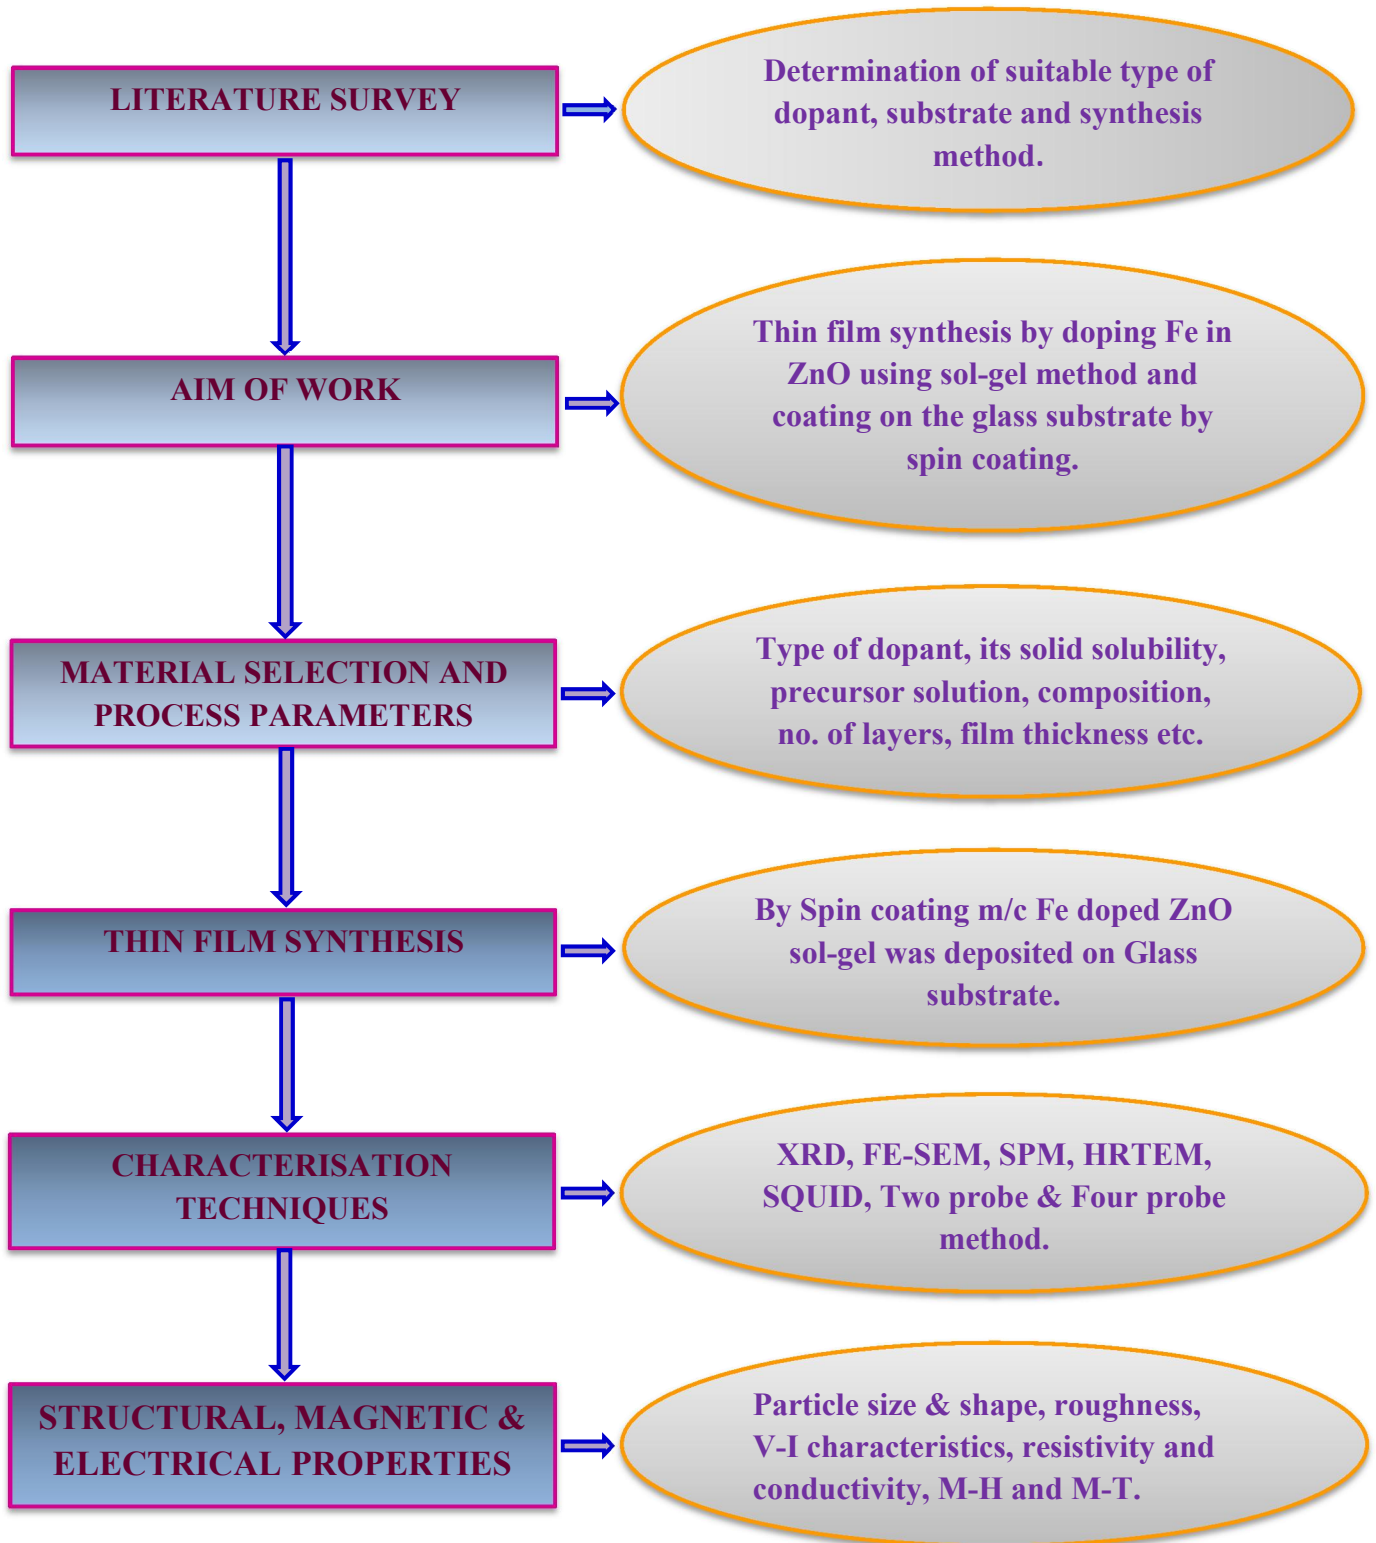 LITERATURE SURVEY
Determination of suitable type of
dopant, substrate and synthesis
method.
AIM OF WORK
Thin film synthesis by doping Fe in
ZnO using sol-gel method and
coating on the glass substrate by
spin coating.
MATERIAL SELECTION AND
PROCESS PARAMETERS
Type of dopant, its solid solubility,
precursor solution, composition,
no. of layers, film thickness etc.
THIN FILM SYNTHESIS
By Spin coating m/c Fe doped ZnO
sol-gel was deposited on Glass
substrate.
CHARACTERISATION
TECHNIQUES
XRD, FE-SEM, SPM, HRTEM,
SQUID, Two probe & Four probe
method.
STRUCTURAL, MAGNETIC &
ELECTRICAL PROPERTIES
Particle size & shape, roughness,
V-I characteristics, resistivity and
conductivity, M-H and M-T.